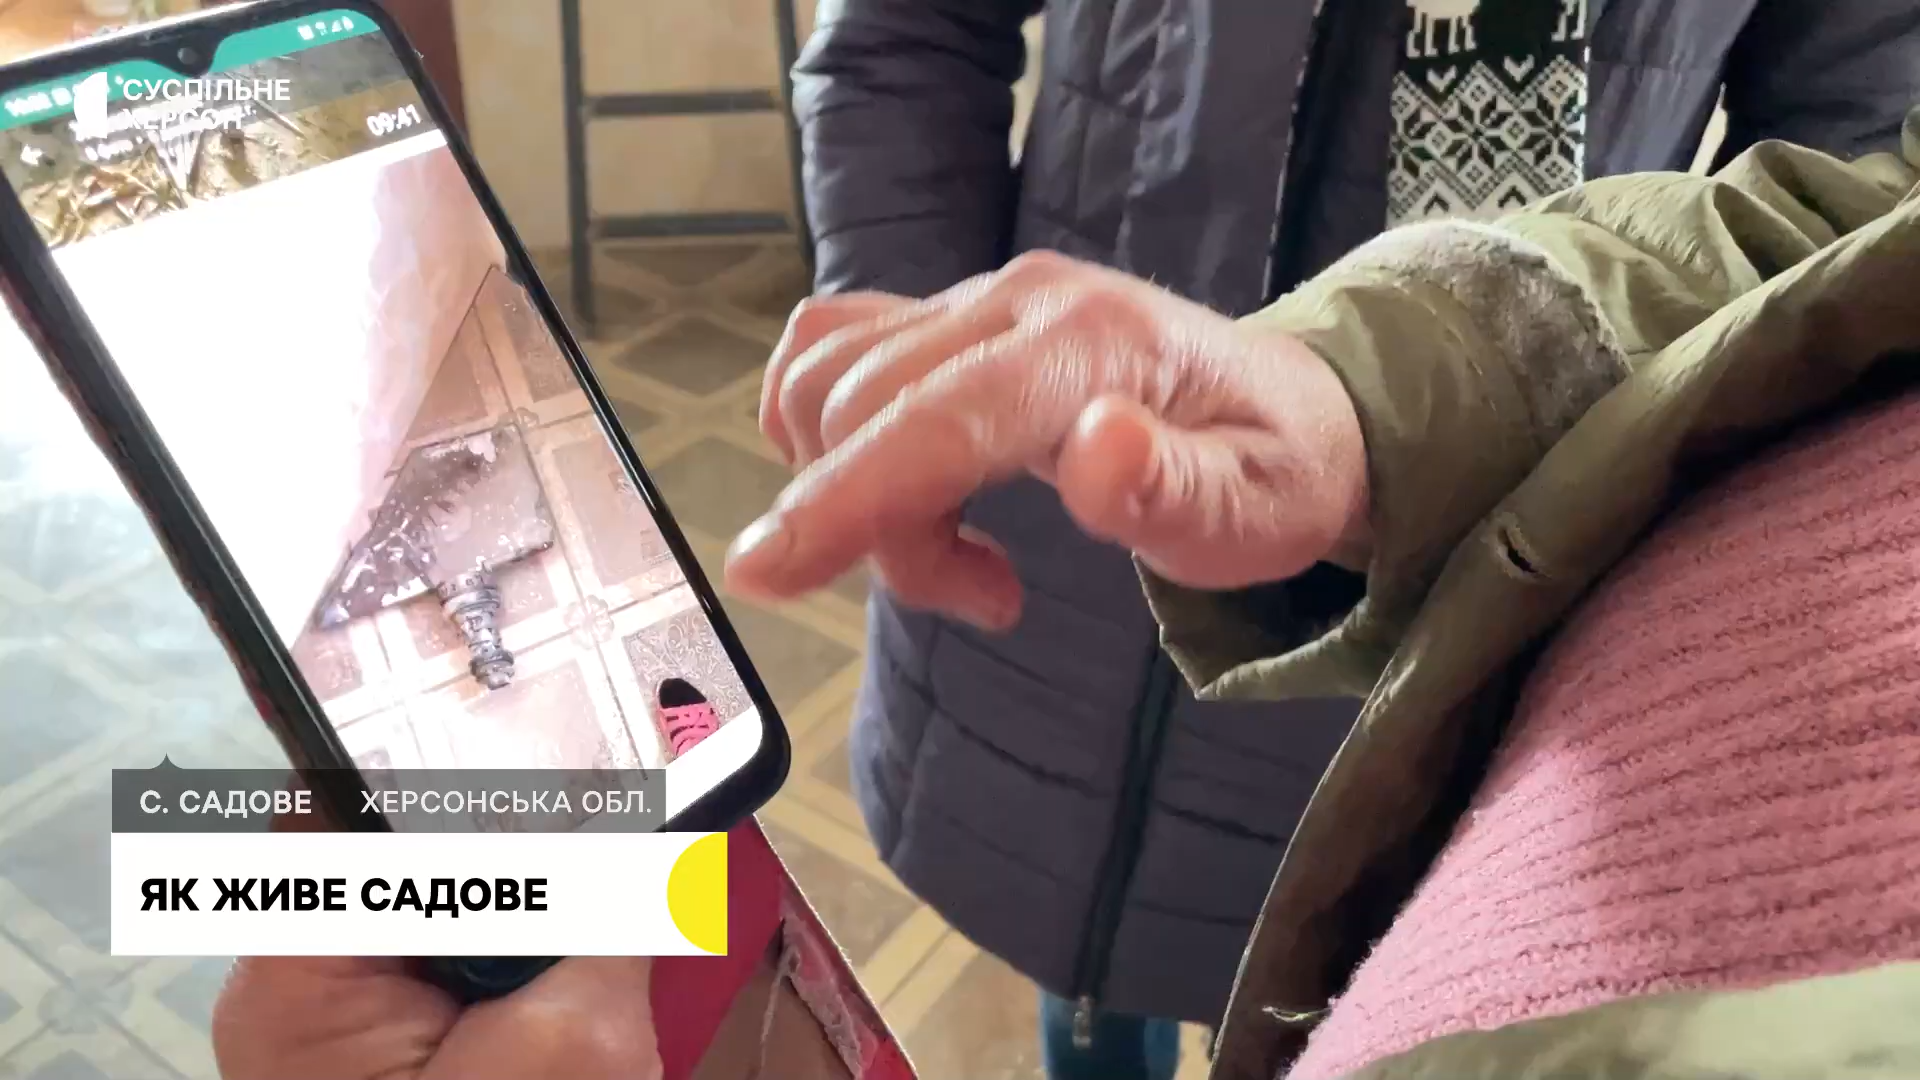 СУСПІЛЬНЕ
ХЕРСОН
09:41
С. САДОВЕ ХЕРСОНСЬКА ОБЛ.
ЯК ЖИВЕ САДОВЕ